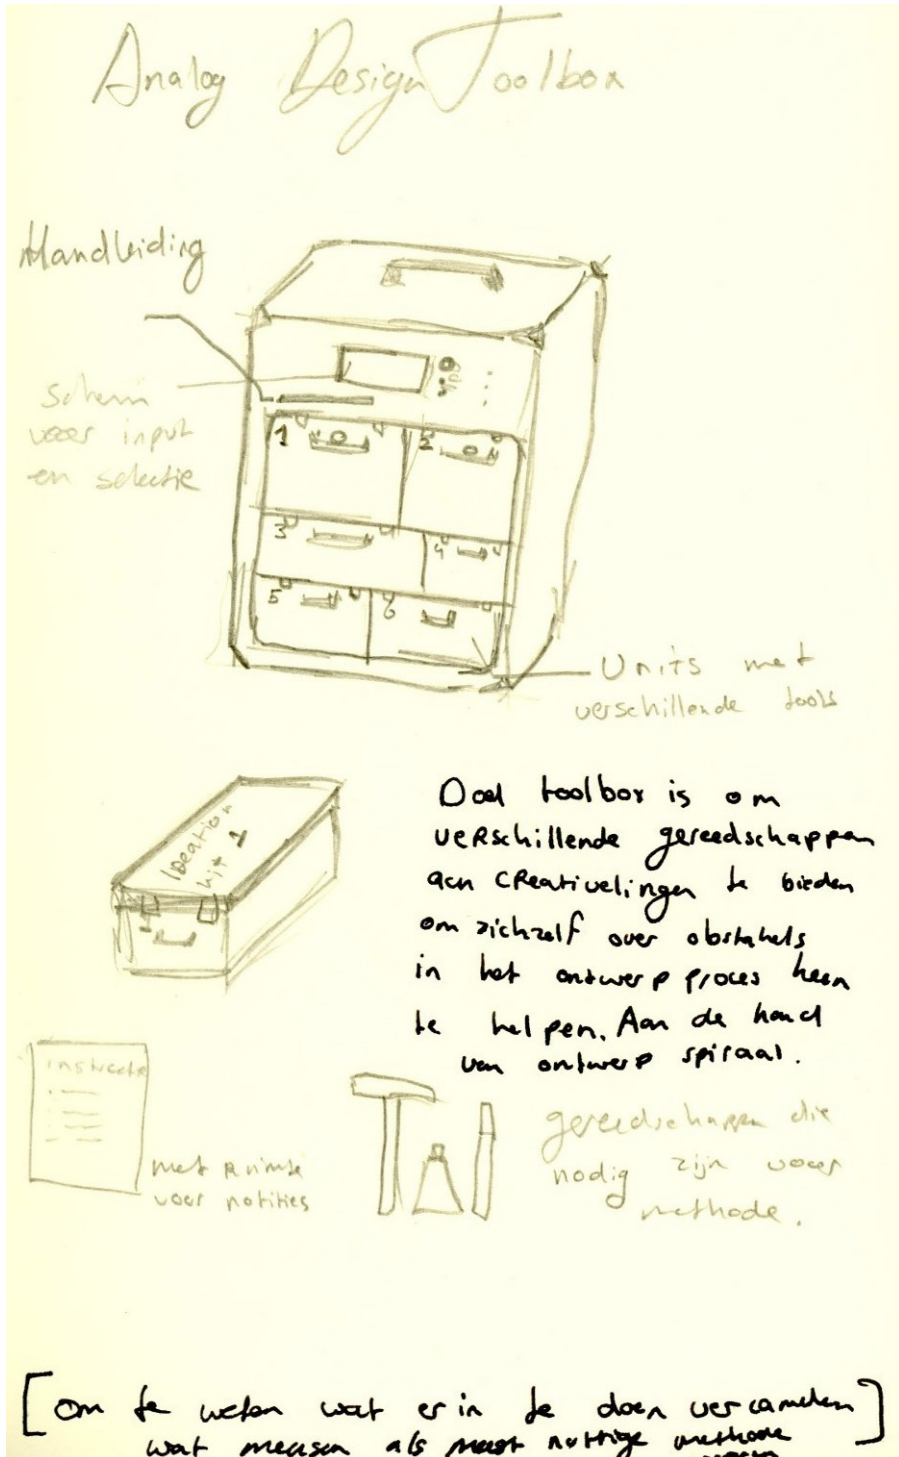 Analog Design Toolbox
Handleiding
Scherm
voor input
en selectie
1
2
3
4
5
6
Units met
verschillende tools
Ideation
kit 1
1
Doel toolbox is om
verschillende gereedschappen
aan creativelingen te bieden
om zichzelf over obstakels
in het ontwerp proces heen
te helpen. Aan de hand
van ontwerp spiraal.
instructie
met ruimte
voor notities
gereedschappen die
nodig zijn voor
methode.
[om te weten wat er in te doen verzamelen]
wat mensen als meest nuttige methode